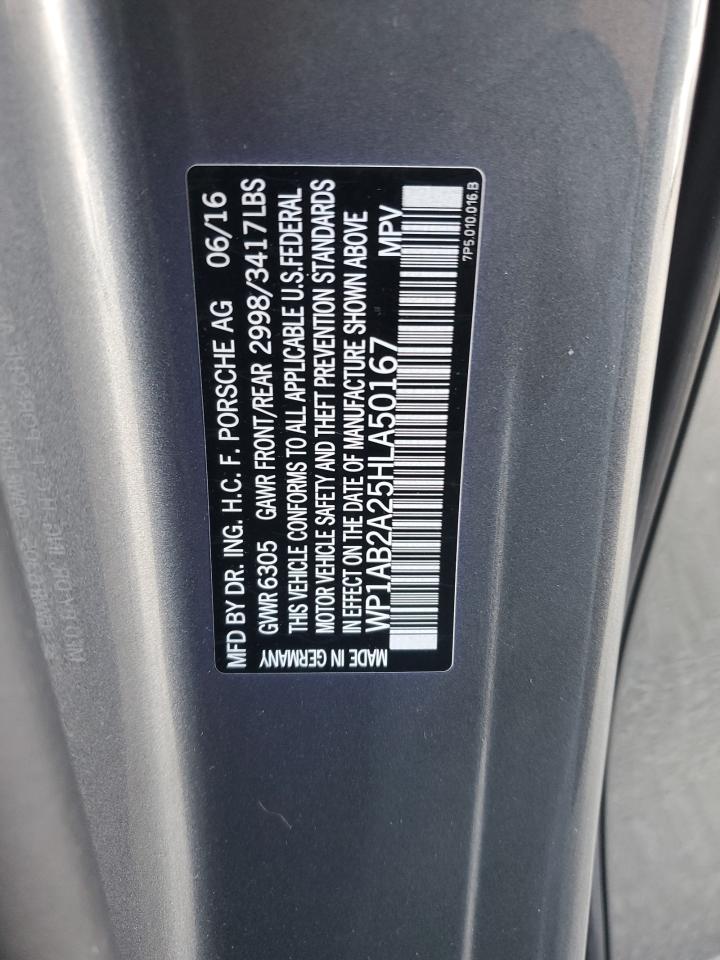 MFD BY DR. ING. H.C. F. PORSCHE AG 06/16
GVWR 6305 GAWR FRONT/REAR 2998/3417LBS
THIS VEHICLE CONFORMS TO ALL APPLICABLE U.S.FEDERAL
MOTOR VEHICLE SAFETY AND THEFT PREVENTION STANDARDS
IN EFFECT ON THE DATE OF MANUFACTURE SHOWN ABOVE
MADE IN GERMANY WP1AB2A25HLA50167 MPV
7P5.010.016.B